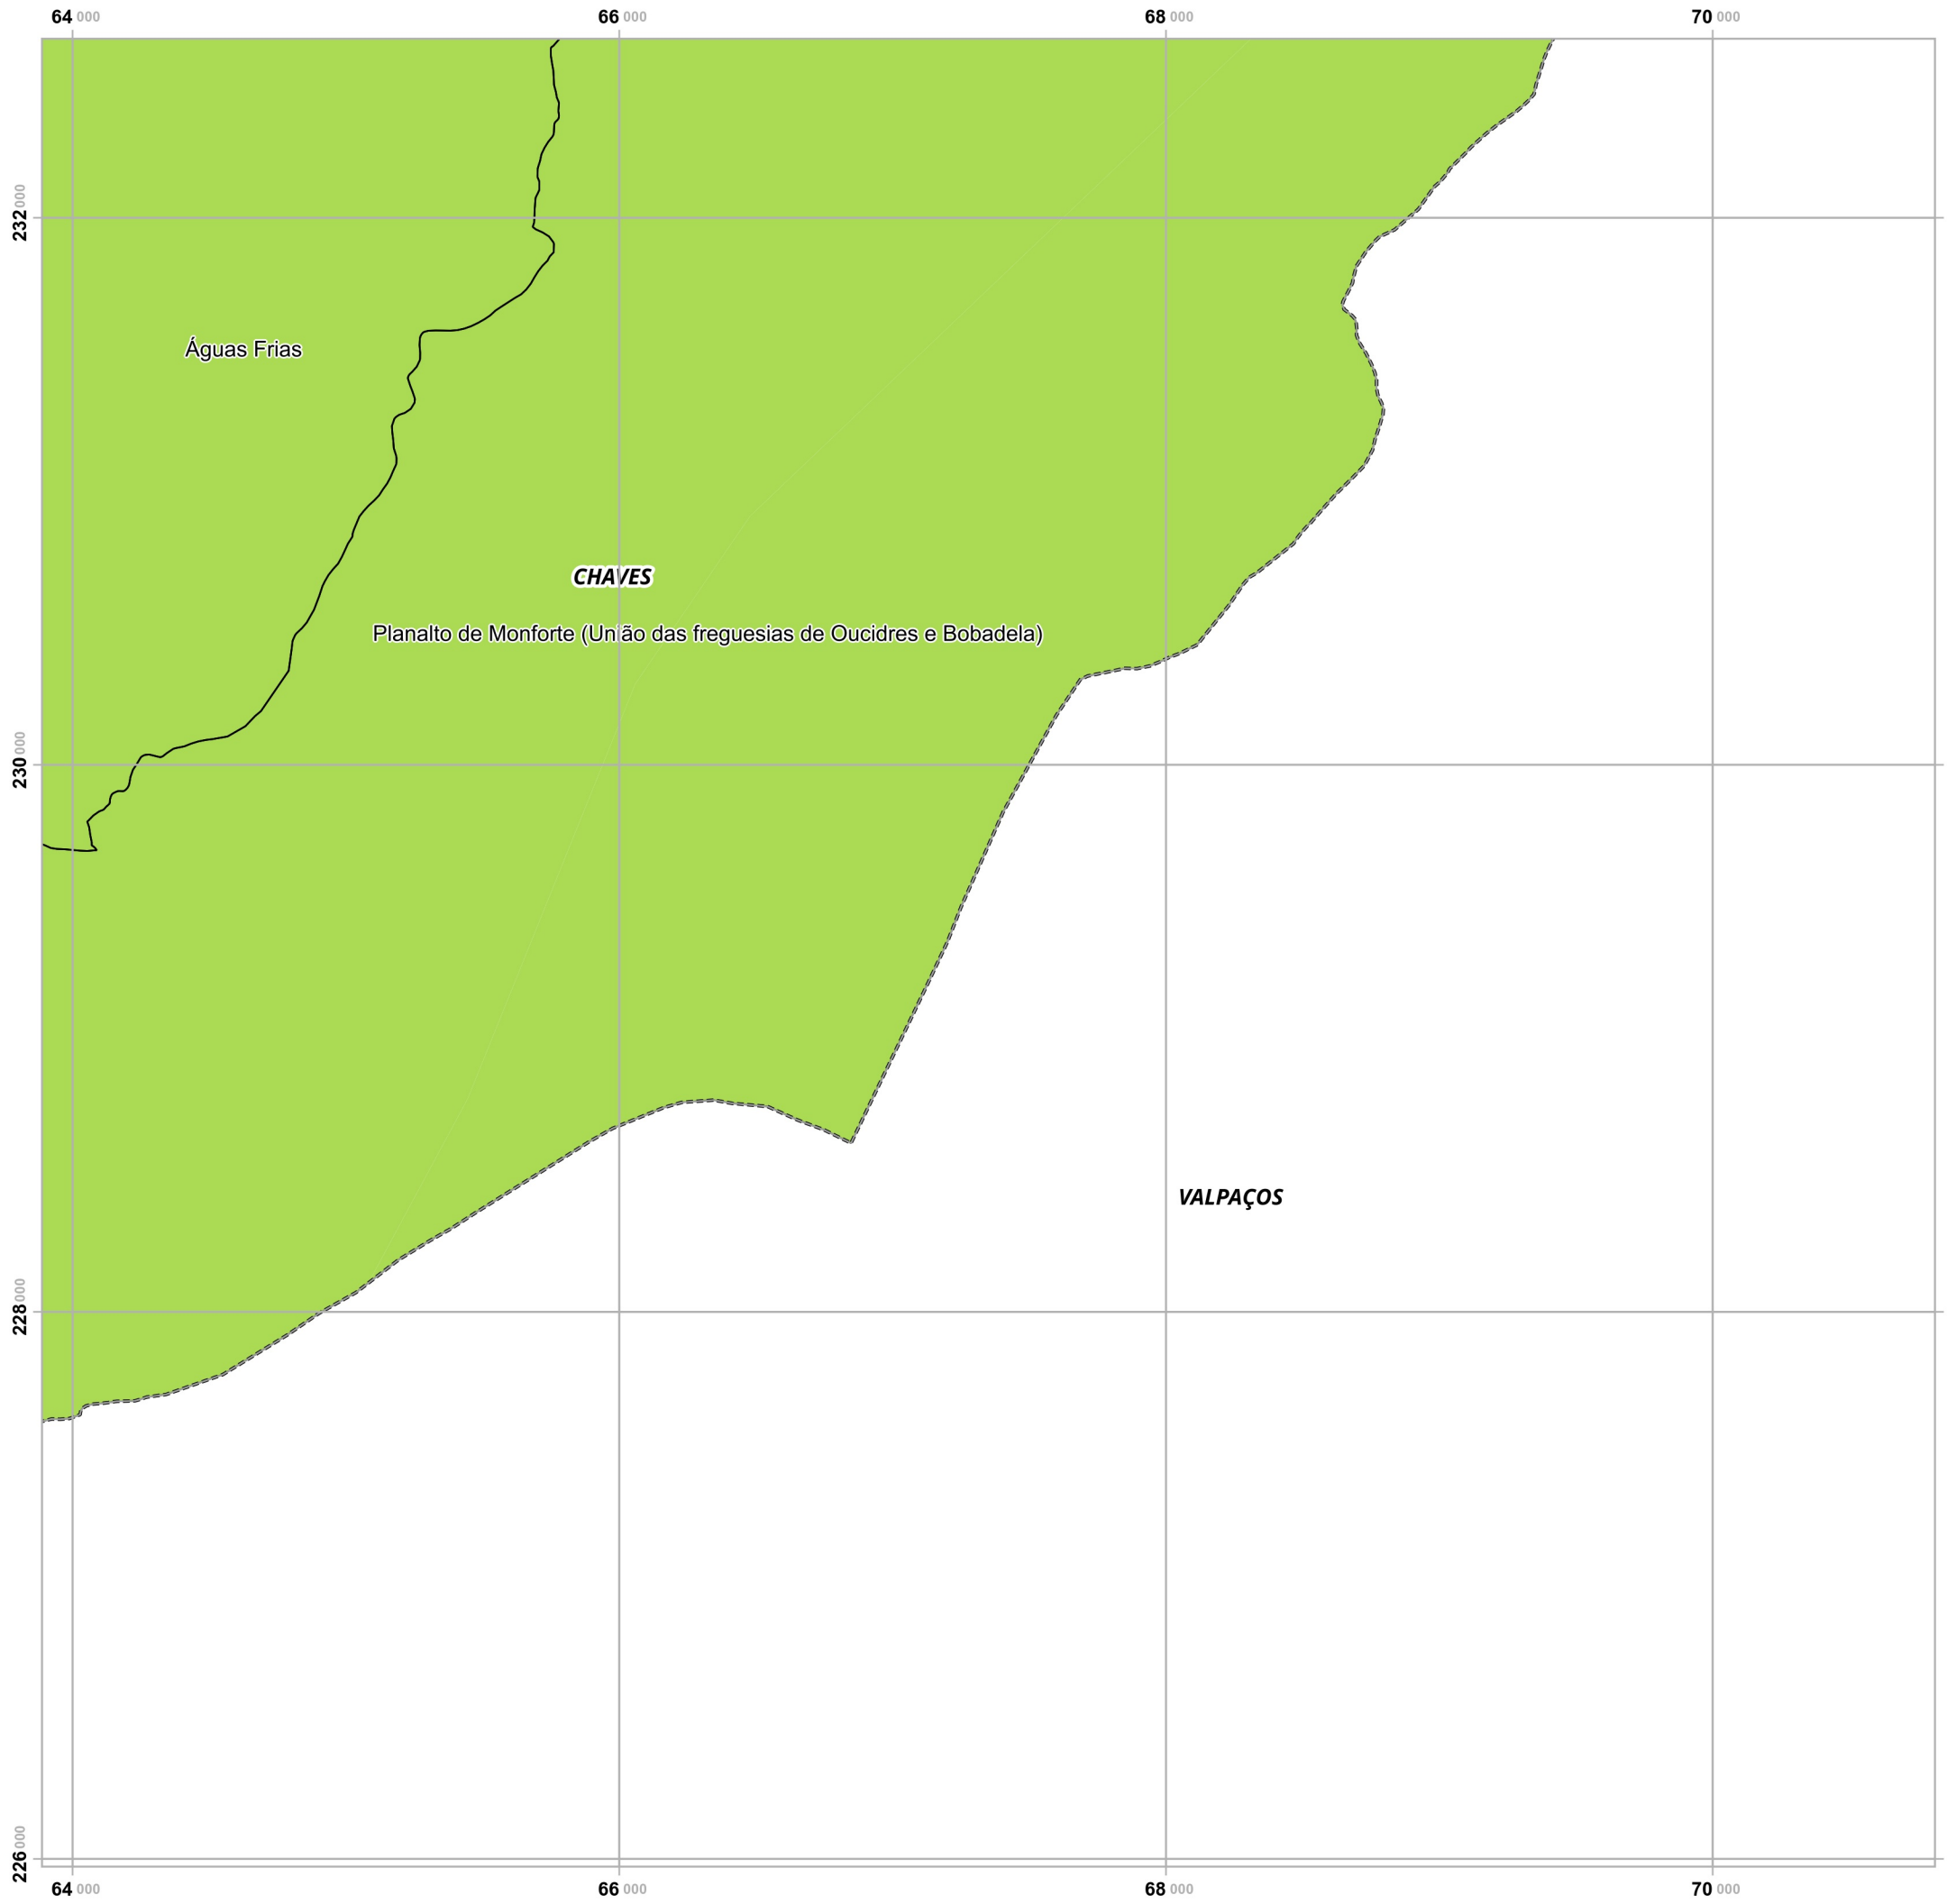 64 000 66 000 68 000 70 000
232 000
Águas Frias
CHAVES
Planalto de Monforte (União das freguesias de Oucidres e Bobadela)
230 000
VALPAÇOS
228 000
226 000
64 000 66 000 68 000 70 000